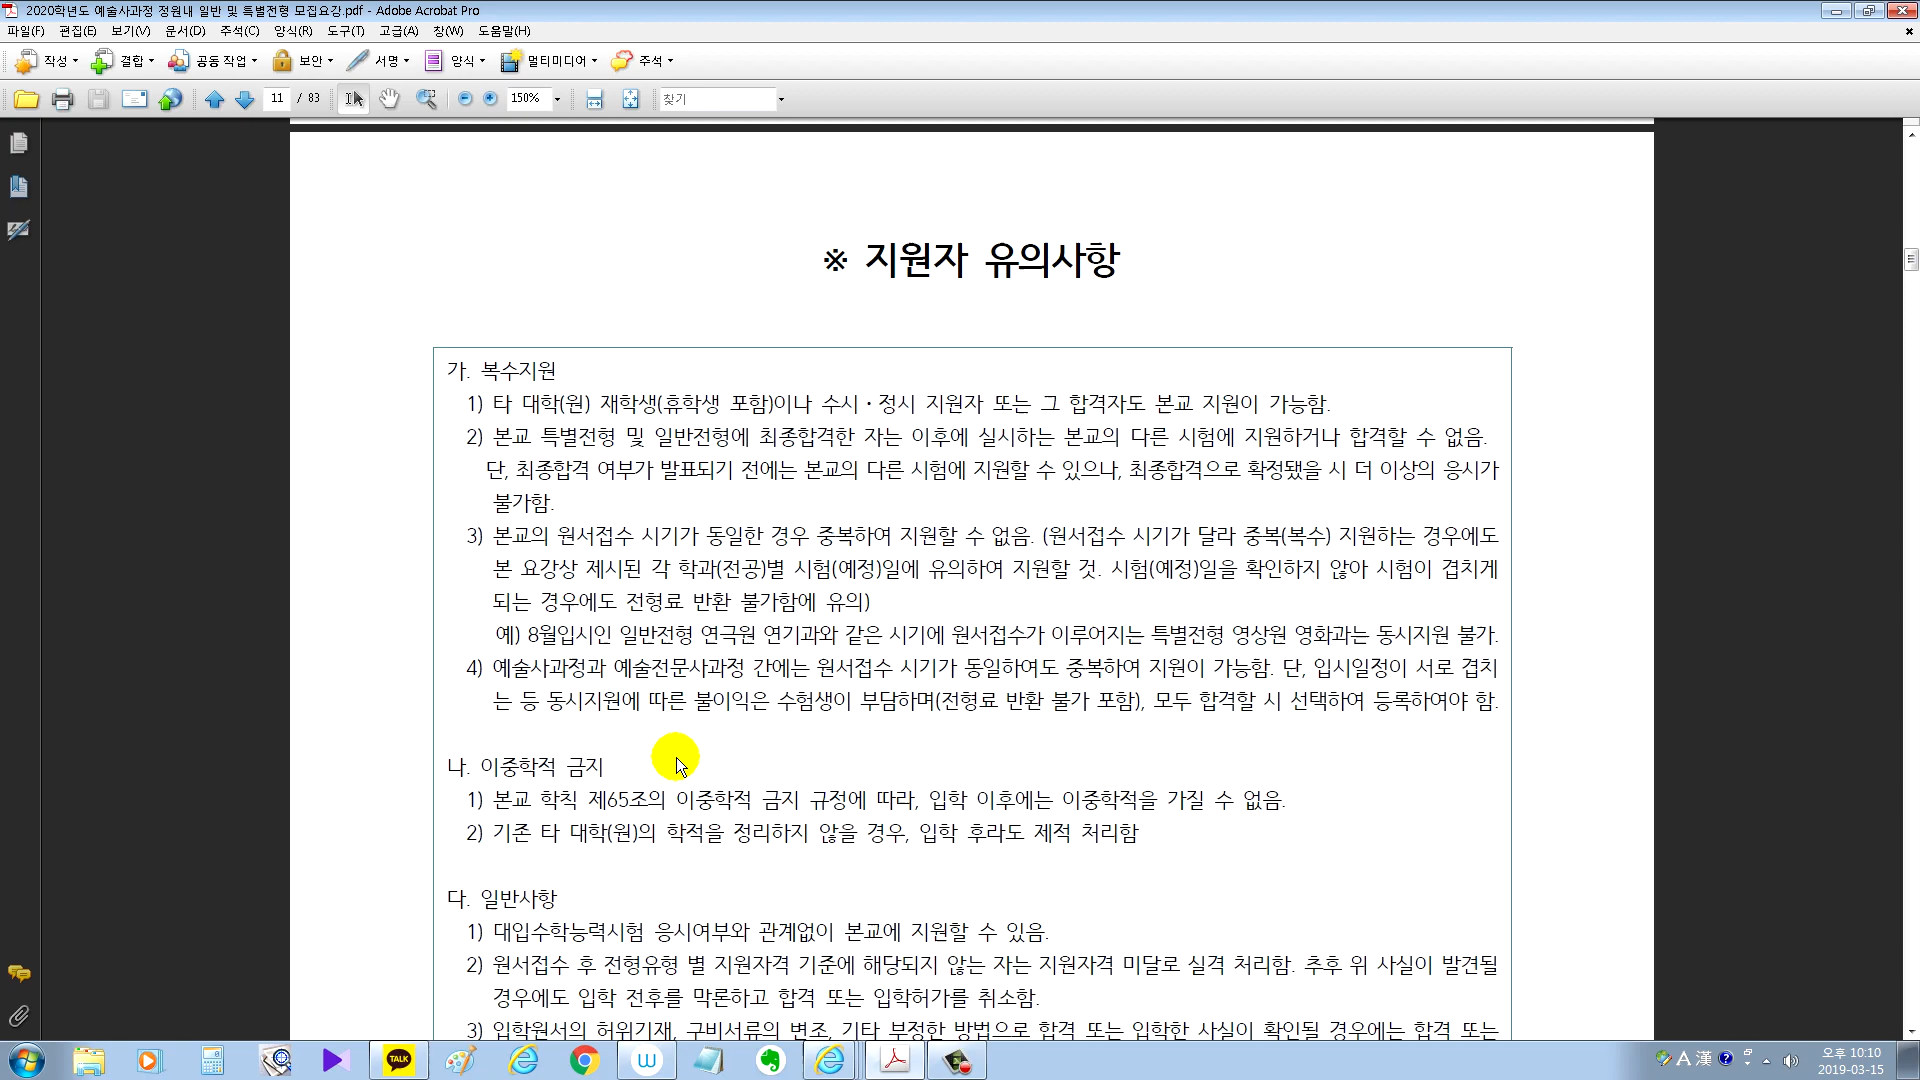 2020학년도 예술사과정 정원내 일반 및 특별전형 모집요강.pdf - Adobe Acrobat Pro
파일(F) 편집(E) 보기(V) 문서(D) 주석(C) 양식(R) 도구(T) 고급(A) 창(W) 도움말(H)
작성 결합 공동 작업 보안 서명 양식 멀티미디어 주석
11 / 83 150% 찾기
※ 지원자 유의사항
가. 복수지원
1) 타 대학(원) 재학생(휴학생 포함)이나 수시・정시 지원자 또는 그 합격자도 본교 지원이 가능함.
2) 본교 특별전형 및 일반전형에 최종합격한 자는 이후에 실시하는 본교의 다른 시험에 지원하거나 합격할 수 없음.
단, 최종합격 여부가 발표되기 전에는 본교의 다른 시험에 지원할 수 있으나, 최종합격으로 확정됐을 시 더 이상의 응시가
불가함.
3) 본교의 원서접수 시기가 동일한 경우 중복하여 지원할 수 없음. (원서접수 시기가 달라 중복(복수) 지원하는 경우에도
본 요강상 제시된 각 학과(전공)별 시험(예정)일에 유의하여 지원할 것. 시험(예정)일을 확인하지 않아 시험이 겹치게
되는 경우에도 전형료 반환 불가함에 유의)
예) 8월입시인 일반전형 연극원 연기과와 같은 시기에 원서접수가 이루어지는 특별전형 영상원 영화과는 동시지원 불가.
4) 예술사과정과 예술전문사과정 간에는 원서접수 시기가 동일하여도 중복하여 지원이 가능함. 단, 입시일정이 서로 겹치
는 등 동시지원에 따른 불이익은 수험생이 부담하며(전형료 반환 불가 포함), 모두 합격할 시 선택하여 등록하여야 함.
나. 이중학적 금지
1) 본교 학칙 제65조의 이중학적 금지 규정에 따라, 입학 이후에는 이중학적을 가질 수 없음.
2) 기존 타 대학(원)의 학적을 정리하지 않을 경우, 입학 후라도 제적 처리함
다. 일반사항
1) 대입수학능력시험 응시여부와 관계없이 본교에 지원할 수 있음.
2) 원서접수 후 전형유형 별 지원자격 기준에 해당되지 않는 자는 지원자격 미달로 실격 처리함. 추후 위 사실이 발견될
경우에도 입학 전후를 막론하고 합격 또는 입학허가를 취소함.
3) 입학원서의 허위기재, 구비서류의 변조, 기타 부정한 방법으로 합격 또는 입학한 사실이 확인될 경우에는 합격 또는
TALK W A 漢 오후 10:10
2019-03-15